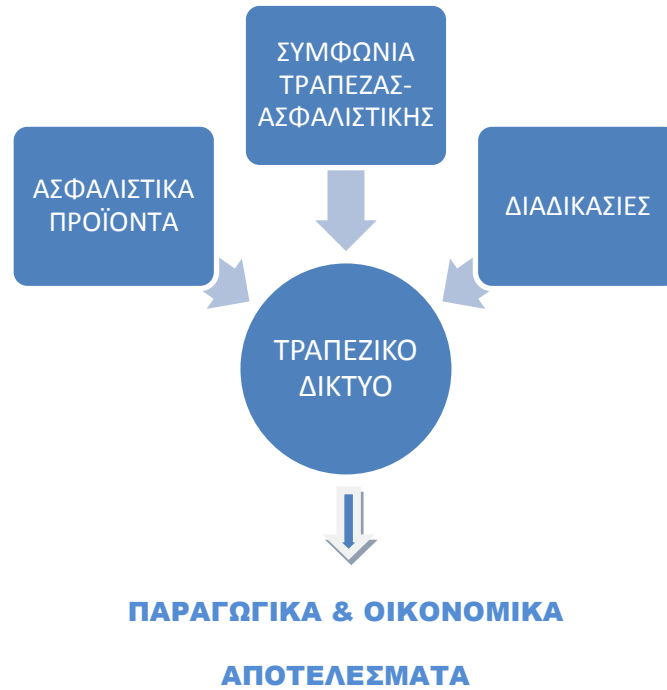 ΣΥΜΦΩΝΙΑ
ΤΡΑΠΕΖΑΣ-
ΑΣΦΑΛΙΣΤΙΚΗΣ
ΑΣΦΑΛΙΣΤΙΚΑ
ΠΡΟΪΟΝΤΑ
ΔΙΑΔΙΚΑΣΙΕΣ
ΤΡΑΠΕΖΙΚΟ
ΔΙΚΤΥΟ
ΠΑΡΑΓΩΓΙΚΑ & ΟΙΚΟΝΟΜΙΚΑ
ΑΠΟΤΕΛΕΣΜΑΤΑ